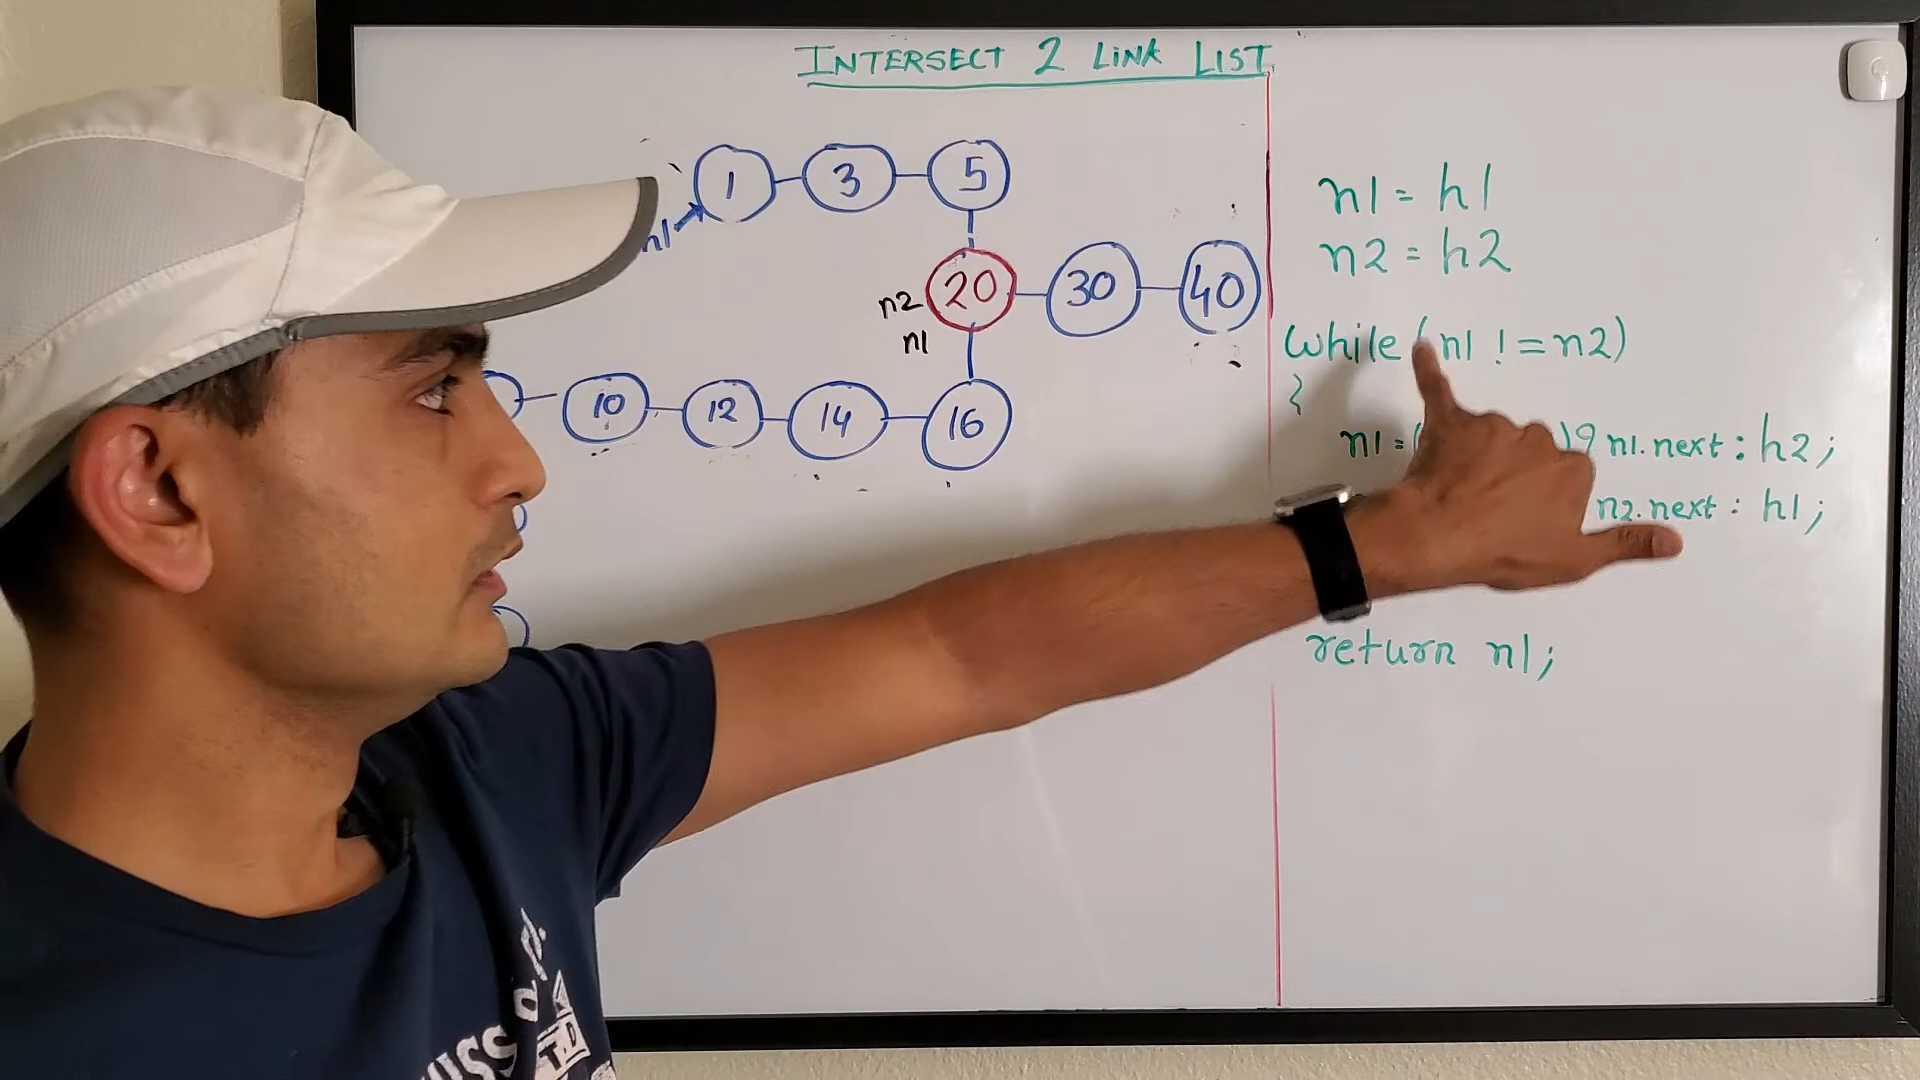 INTERSECT 2 LINK LIST
1 3 5
n1
n2 20 30 40
n1
10 12 14 16
n1 = h1
n2 = h2
while (n1 != n2)
{
n1 = ( ) ? n1.next : h2;
n2.next : h1;
return n1;